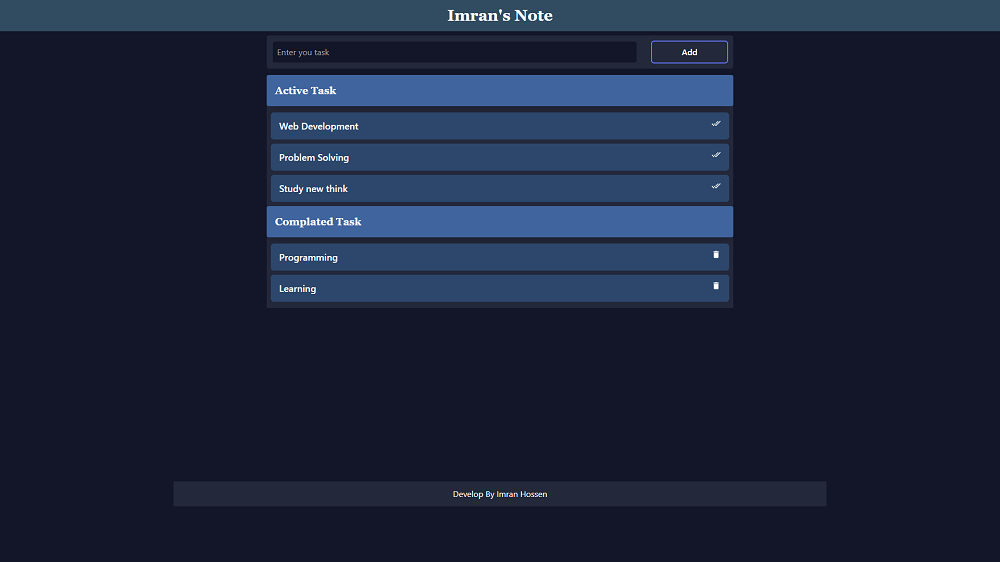 Imran's Note
Enter you task
Add
Active Task
Web Development
Problem Solving
Study new think
Complated Task
Programming
Learning
Develop By Imran Hossen